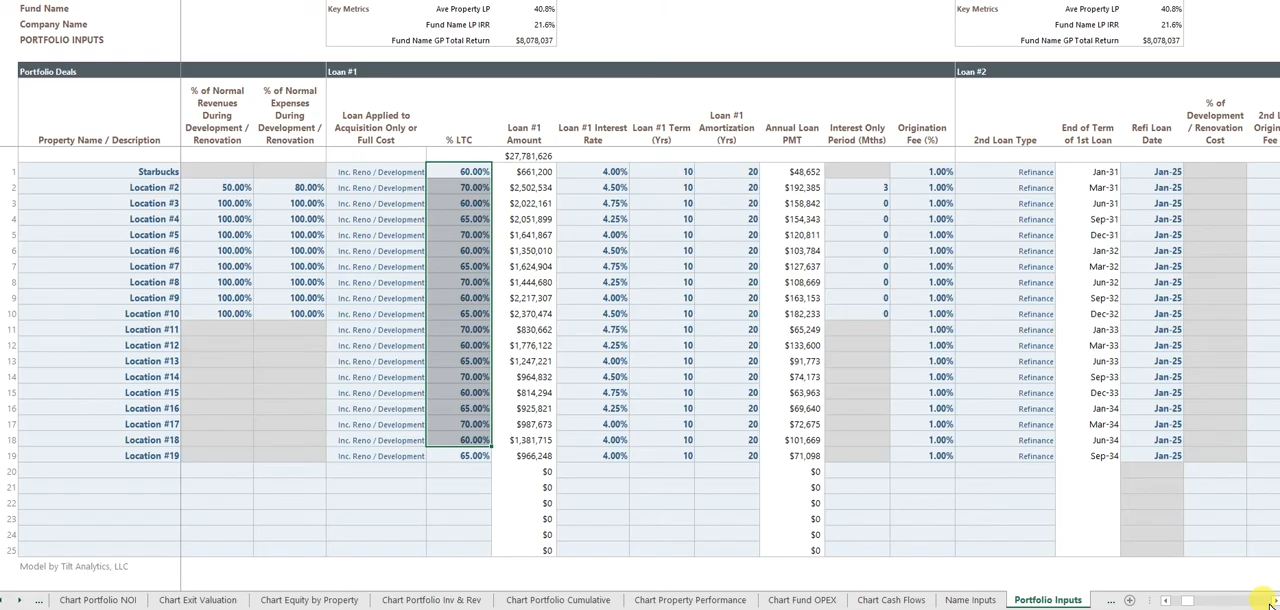 Fund Name Key Metrics Ave Property LP 40.8% Key Metrics Ave Property LP 40.8%
Company Name Fund Name LP IRR 21.6% Fund Name LP IRR 21.6%
PORTFOLIO INPUTS Fund Name GP Total Return $8,078,037 Fund Name GP Total Return $8,078,037
Portfolio Deals Loan #1 Loan #2
Property Name / Description % of Normal Revenues During Development / Renovation % of Normal Expenses During Development / Renovation Loan Applied to Acquisition Only or Full Cost % LTC Loan #1 Amount Loan #1 Interest Rate Loan #1 Term (Yrs) Loan #1 Amortization (Yrs) Annual Loan PMT Interest Only Period (Mths) Origination Fee (%) 2nd Loan Type End of Term of 1st Loan Refi Loan Date % of Development / Renovation Cost 2nd L Origin Fee
$27,781,626
1 Starbucks Inc. Reno / Development 60.00% $661,200 4.00% 10 20 $48,652 1.00% Refinance Jan-31 Jan-25
2 Location #2 50.00% 80.00% Inc. Reno / Development 70.00% $2,502,534 4.50% 10 20 $192,385 3 1.00% Refinance Mar-31 Jan-25
3 Location #3 100.00% 100.00% Inc. Reno / Development 60.00% $2,022,161 4.75% 10 20 $158,842 0 1.00% Refinance Jun-31 Jan-25
4 Location #4 100.00% 100.00% Inc. Reno / Development 65.00% $2,051,899 4.25% 10 20 $154,343 0 1.00% Refinance Sep-31 Jan-25
5 Location #5 100.00% 100.00% Inc. Reno / Development 70.00% $1,641,867 4.00% 10 20 $120,811 0 1.00% Refinance Dec-31 Jan-25
6 Location #6 100.00% 100.00% Inc. Reno / Development 60.00% $1,350,010 4.50% 10 20 $103,784 0 1.00% Refinance Jan-32 Jan-25
7 Location #7 100.00% 100.00% Inc. Reno / Development 65.00% $1,624,904 4.75% 10 20 $127,637 0 1.00% Refinance Mar-32 Jan-25
8 Location #8 100.00% 100.00% Inc. Reno / Development 70.00% $1,444,680 4.25% 10 20 $108,669 0 1.00% Refinance Jun-32 Jan-25
9 Location #9 100.00% 100.00% Inc. Reno / Development 60.00% $2,217,307 4.00% 10 20 $163,153 0 1.00% Refinance Sep-32 Jan-25
10 Location #10 100.00% 100.00% Inc. Reno / Development 65.00% $2,370,474 4.50% 10 20 $182,233 0 1.00% Refinance Dec-32 Jan-25
11 Location #11 Inc. Reno / Development 70.00% $830,662 4.75% 10 20 $65,249 1.00% Refinance Jan-33 Jan-25
12 Location #12 Inc. Reno / Development 60.00% $1,776,122 4.25% 10 20 $133,600 1.00% Refinance Mar-33 Jan-25
13 Location #13 Inc. Reno / Development 65.00% $1,247,221 4.00% 10 20 $91,773 1.00% Refinance Jun-33 Jan-25
14 Location #14 Inc. Reno / Development 70.00% $964,832 4.50% 10 20 $74,173 1.00% Refinance Sep-33 Jan-25
15 Location #15 Inc. Reno / Development 60.00% $814,294 4.75% 10 20 $63,963 1.00% Refinance Dec-33 Jan-25
16 Location #16 Inc. Reno / Development 65.00% $925,821 4.25% 10 20 $69,640 1.00% Refinance Jan-34 Jan-25
17 Location #17 Inc. Reno / Development 70.00% $987,673 4.00% 10 20 $72,675 1.00% Refinance Mar-34 Jan-25
18 Location #18 Inc. Reno / Development 60.00% $1,381,715 4.00% 10 20 $101,669 1.00% Refinance Jun-34 Jan-25
19 Location #19 Inc. Reno / Development 65.00% $966,248 4.00% 10 20 $71,098 1.00% Refinance Sep-34 Jan-25
20 $0 $0
21 $0 $0
22 $0 $0
23 $0 $0
24 $0 $0
25 $0 $0
Model by Tilt Analytics, LLC
... Chart Portfolio NOI Chart Exit Valuation Chart Equity by Property Chart Portfolio Inv & Rev Chart Portfolio Cumulative Chart Property Performance Chart Fund OPEX Chart Cash Flows Name Inputs Portfolio Inputs ...